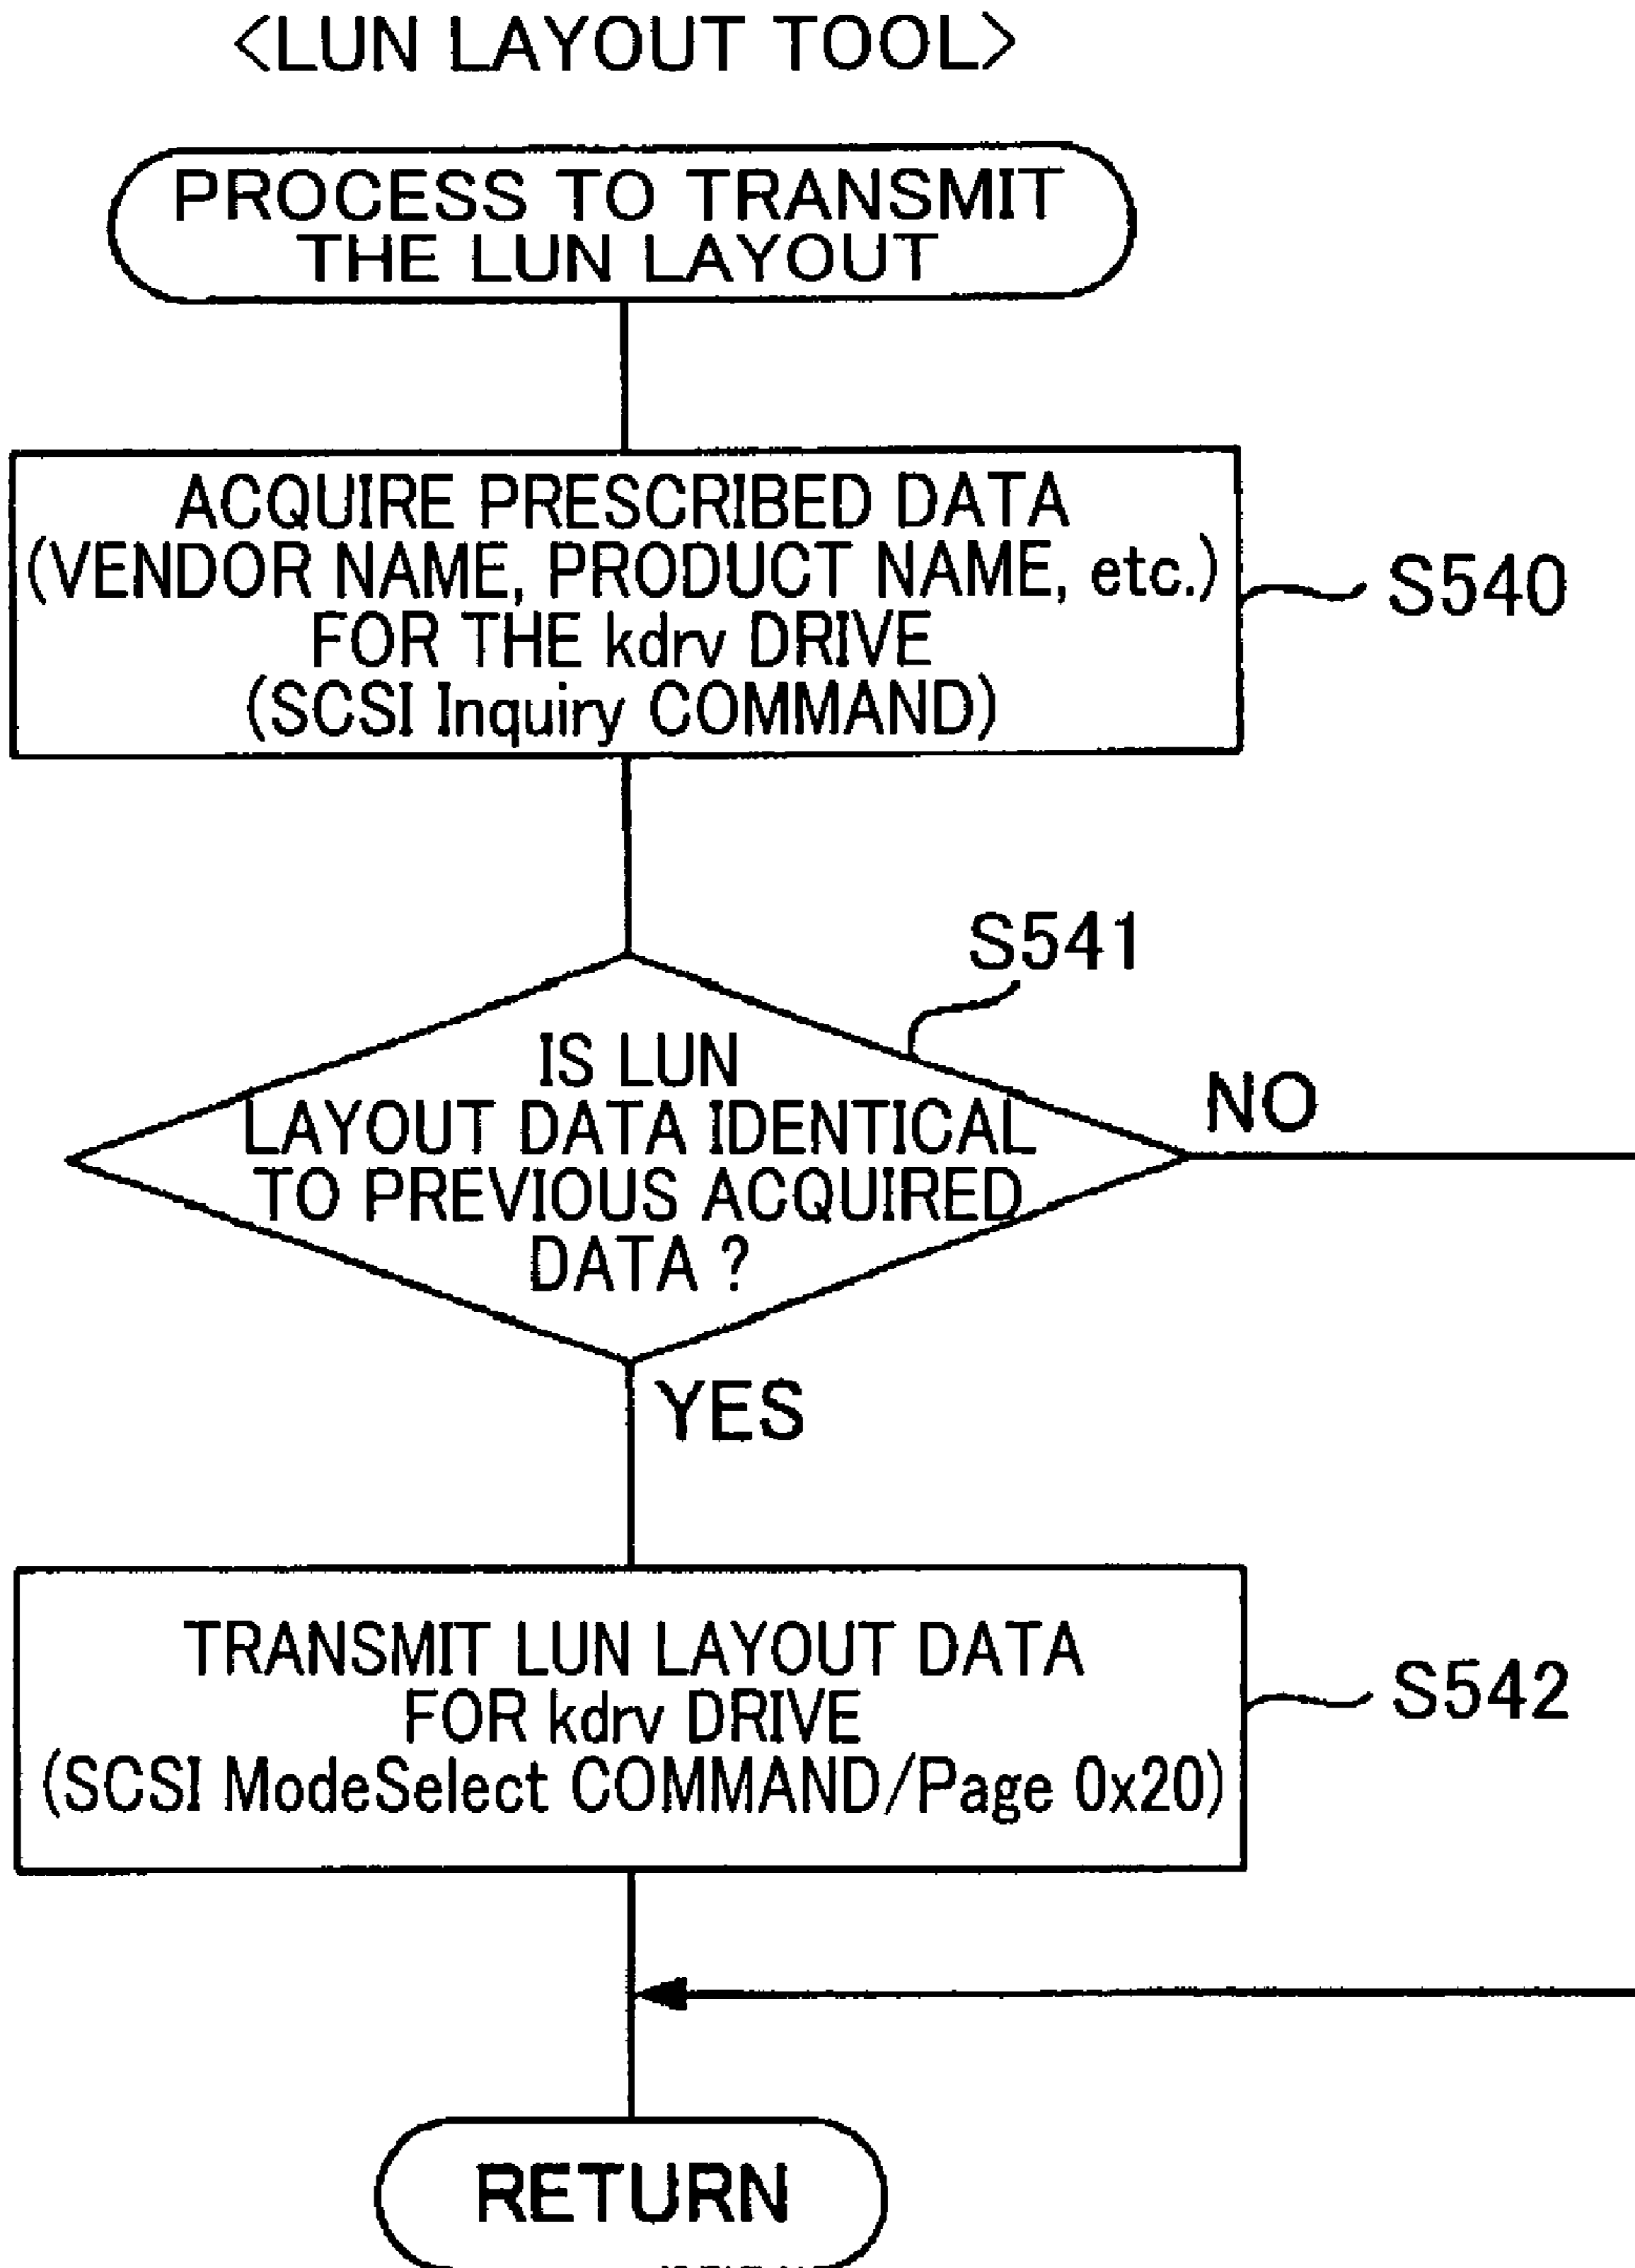 <LUN LAYOUT TOOL>
PROCESS TO TRANSMIT
THE LUN LAYOUT
ACQUIRE PRESCRIBED DATA
(VENDOR NAME, PRODUCT NAME, etc.)
FOR THE kdrv DRIVE
(SCSI Inquiry COMMAND)
S540
S541
IS LUN
LAYOUT DATA IDENTICAL
TO PREVIOUS ACQUIRED
DATA ?
NO
YES
TRANSMIT LUN LAYOUT DATA
FOR kdrv DRIVE
(SCSI ModeSelect COMMAND/Page 0x20)
S542
RETURN